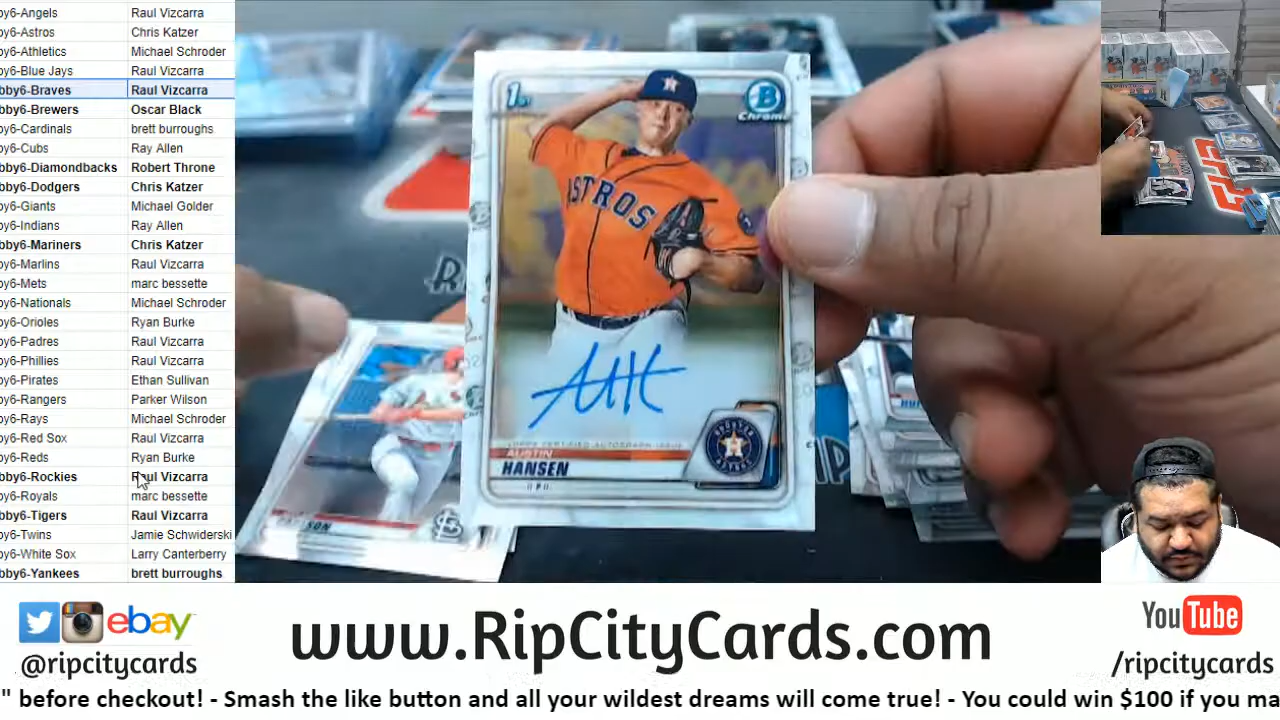 by6-Angels Raul Vizcarra
by6-Astros Chris Katzer
by6-Athletics Michael Schroder
by6-Blue Jays Raul Vizcarra
bby6-Braves Raul Vizcarra
bby6-Brewers Oscar Black
by6-Cardinals brett burroughs
by6-Cubs Ray Allen
bby6-Diamondbacks Robert Throne
bby6-Dodgers Chris Katzer
by6-Giants Michael Golder
by6-Indians Ray Allen
bby6-Mariners Chris Katzer
by6-Marlins Raul Vizcarra
by6-Mets marc bessette
by6-Nationals Michael Schroder
by6-Orioles Ryan Burke
by6-Padres Raul Vizcarra
by6-Phillies Raul Vizcarra
by6-Pirates Ethan Sullivan
by6-Rangers Parker Wilson
by6-Rays Michael Schroder
by6-Red Sox Raul Vizcarra
by6-Reds Ryan Burke
bby6-Rockies Raul Vizcarra
by6-Royals marc bessette
bby6-Tigers Raul Vizcarra
by6-Twins Jamie Schwiderski
by6-White Sox Larry Canterberry
bby6-Yankees brett burroughs
1st
B
Chrome
ASTROS
TOPPS CERTIFIED AUTOGRAPH ISSUE
AUSTIN
HANSEN
ebay
@ripcitycards
www.RipCityCards.com
YouTube
/ripcitycards
" before checkout! - Smash the like button and all your wildest dreams will come true! - You could win $100 if you ma